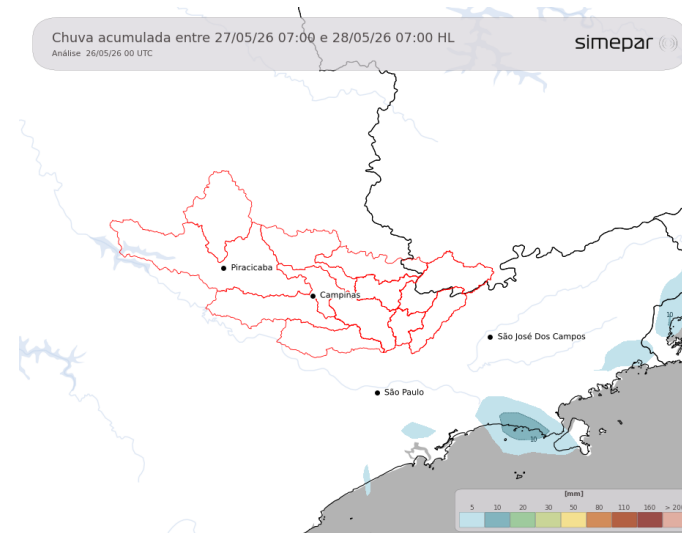 Chuva acumulada entre 27/05/26 07:00 e 28/05/26 07:00 HL
Análise 26/05/26 00 UTC
simepar
Piracicaba
Campinas
10
São José Dos Campos
São Paulo
10
[mm]
5 10 20 30 50 80 110 160 > 200